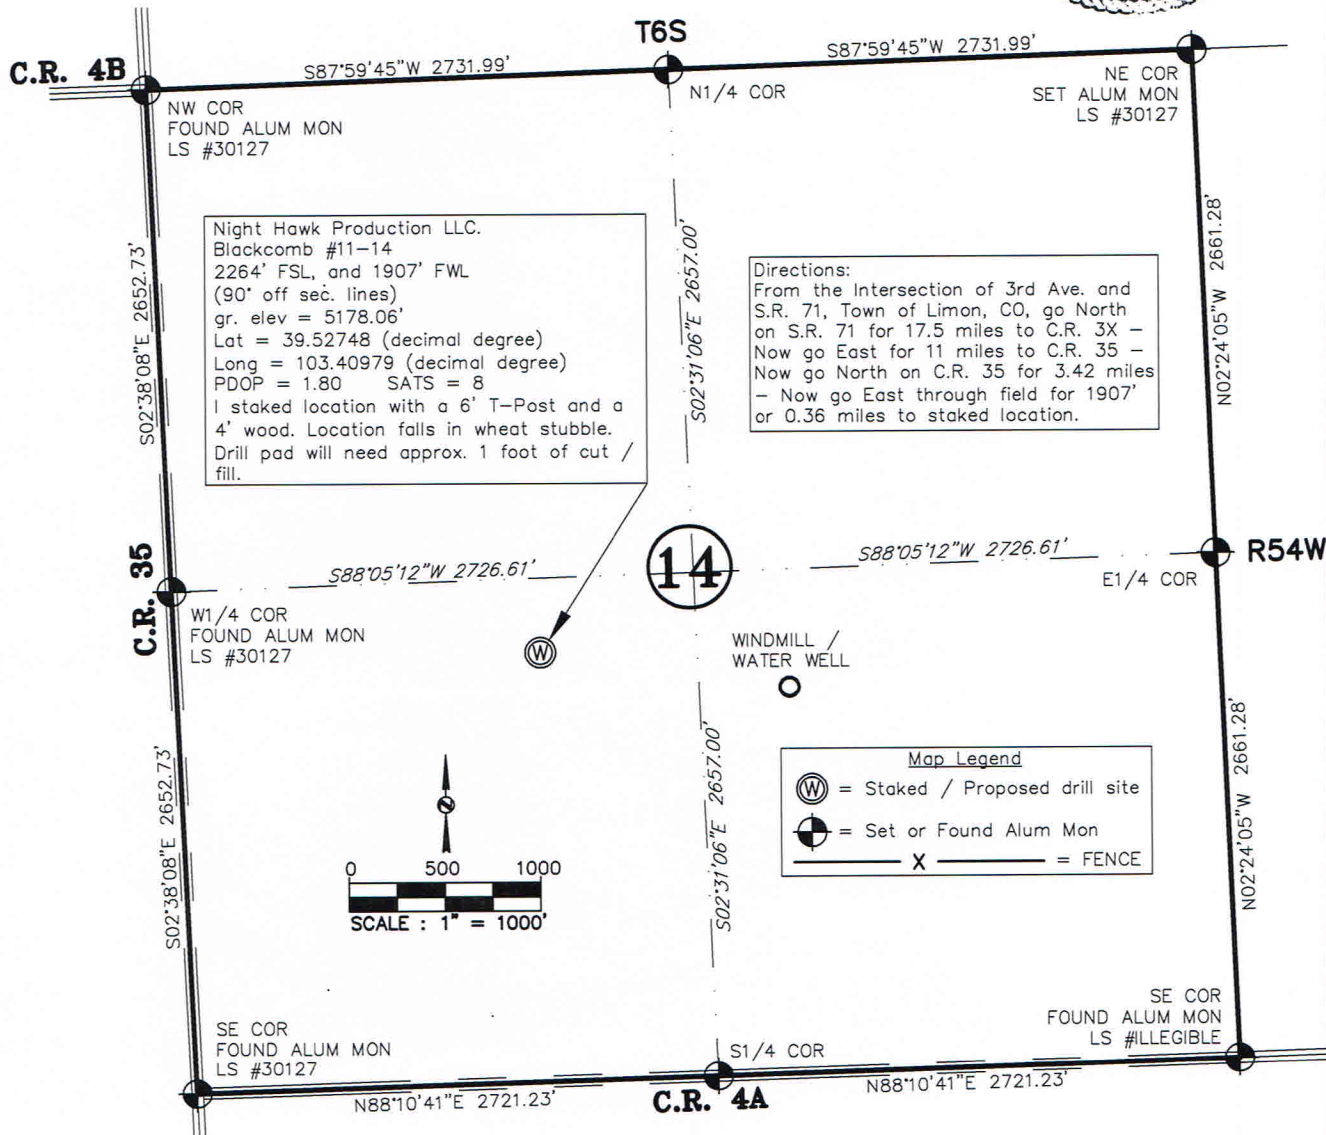 T6S
C.R. 4B
S87°59'45"W 2731.99'
S87°59'45"W 2731.99'
NW COR
FOUND ALUM MON
LS #30127
N1/4 COR
NE COR
SET ALUM MON
LS #30127
Night Hawk Production LLC.
Blackcomb #11-14
2264' FSL, and 1907' FWL
(90° off sec. lines)
gr. elev = 5178.06'
Lat = 39.52748 (decimal degree)
Long = 103.40979 (decimal degree)
PDOP = 1.80 SATS = 8
I staked location with a 6' T-Post and a
4' wood. Location falls in wheat stubble.
Drill pad will need approx. 1 foot of cut /
fill.
S02°38'08"E 2652.73'
S02°31'06"E 2657.00'
Directions:
From the Intersection of 3rd Ave. and
S.R. 71, Town of Limon, CO, go North
on S.R. 71 for 17.5 miles to C.R. 3X -
Now go East for 11 miles to C.R. 35 -
Now go North on C.R. 35 for 3.42 miles
- Now go East through field for 1907'
or 0.36 miles to staked location.
N02°24'05"W 2661.28'
C.R. 35
S88°05'12"W 2726.61'
14
S88°05'12"W 2726.61'
R54W
E1/4 COR
W1/4 COR
FOUND ALUM MON
LS #30127
W
WINDMILL /
WATER WELL
S02°38'08"E 2652.73'
N
0 500 1000
SCALE : 1" = 1000'
S02°31'06"E 2657.00'
Map Legend
W = Staked / Proposed drill site
= Set or Found Alum Mon
X = FENCE
N02°24'05"W 2661.28'
SE COR
FOUND ALUM MON
LS #30127
S1/4 COR
SE COR
FOUND ALUM MON
LS #ILLEGIBLE
N88°10'41"E 2721.23'
C.R. 4A
N88°10'41"E 2721.23'